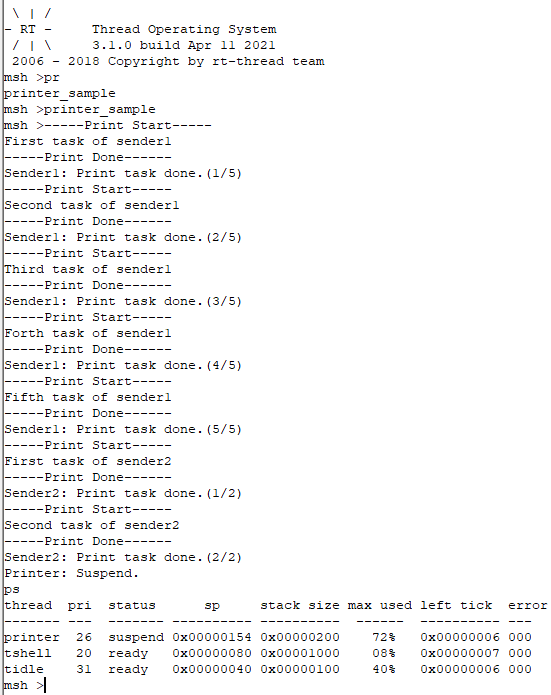 \ | /
- RT -     Thread Operating System
 / | \     3.1.0 build Apr 11 2021
 2006 - 2018 Copyright by rt-thread team
msh >pr
printer_sample
msh >printer_sample
msh >-----Print Start-----
First task of sender1
-----Print Done------
Sender1: Print task done.(1/5)
-----Print Start-----
Second task of sender1
-----Print Done------
Sender1: Print task done.(2/5)
-----Print Start-----
Third task of sender1
-----Print Done------
Sender1: Print task done.(3/5)
-----Print Start-----
Forth task of sender1
-----Print Done------
Sender1: Print task done.(4/5)
-----Print Start-----
Fifth task of sender1
-----Print Done------
Sender1: Print task done.(5/5)
-----Print Start-----
First task of sender2
-----Print Done------
Sender2: Print task done.(1/2)
-----Print Start-----
Second task of sender2
-----Print Done------
Sender2: Print task done.(2/2)
Printer: Suspend.
ps
thread  pri  status      sp     stack size max used left tick  error
------- ---  ------- ---------- ----------  ------  ---------- ---
printer  26  suspend 0x00000154 0x00000200    72%   0x00000006 000
tshell   20  ready   0x00000080 0x00001000    08%   0x00000007 000
tidle    31  ready   0x00000040 0x00000100    40%   0x00000006 000
msh >